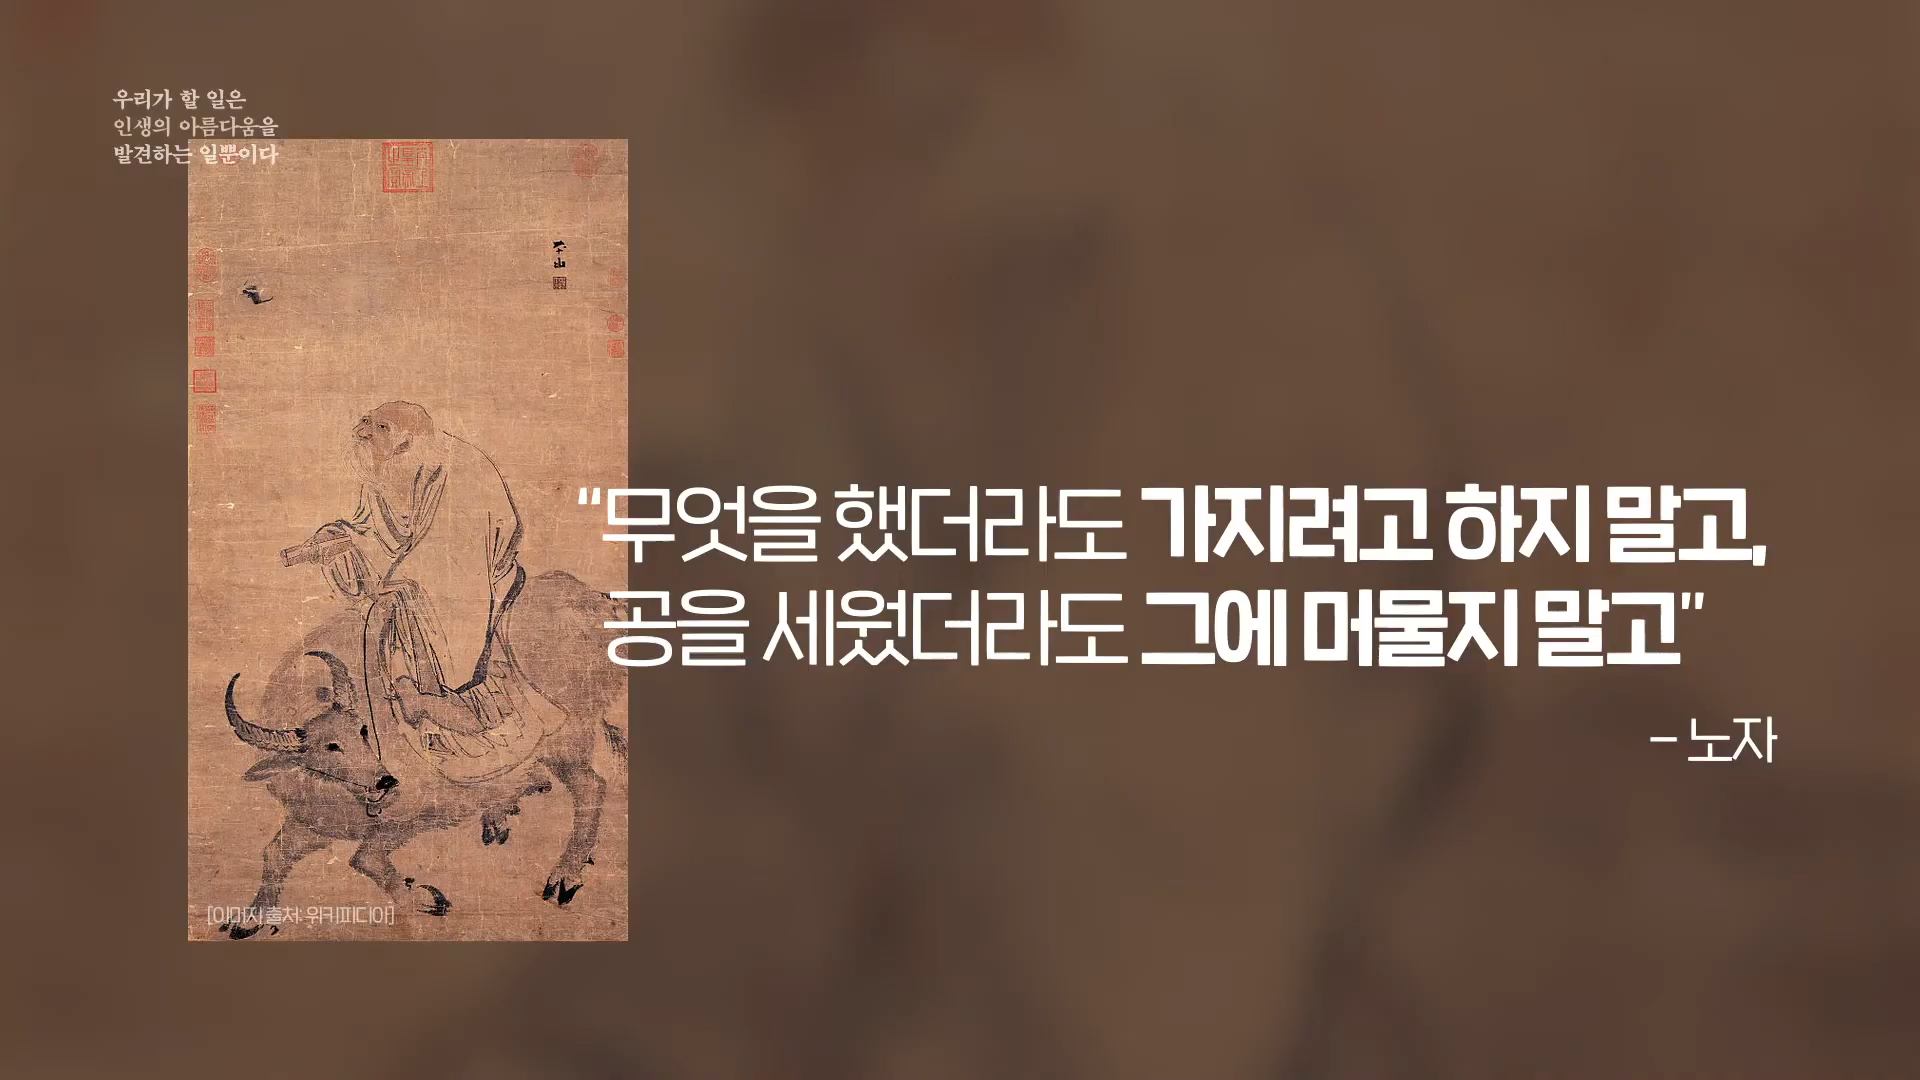 우리가 할 일은
인생의 아름다움을
발견하는 일뿐이다
“무엇을 했더라도 가지려고 하지 말고,
공을 세웠더라도 그에 머물지 말고”
– 노자
[이미지 출처: 위키피디아]